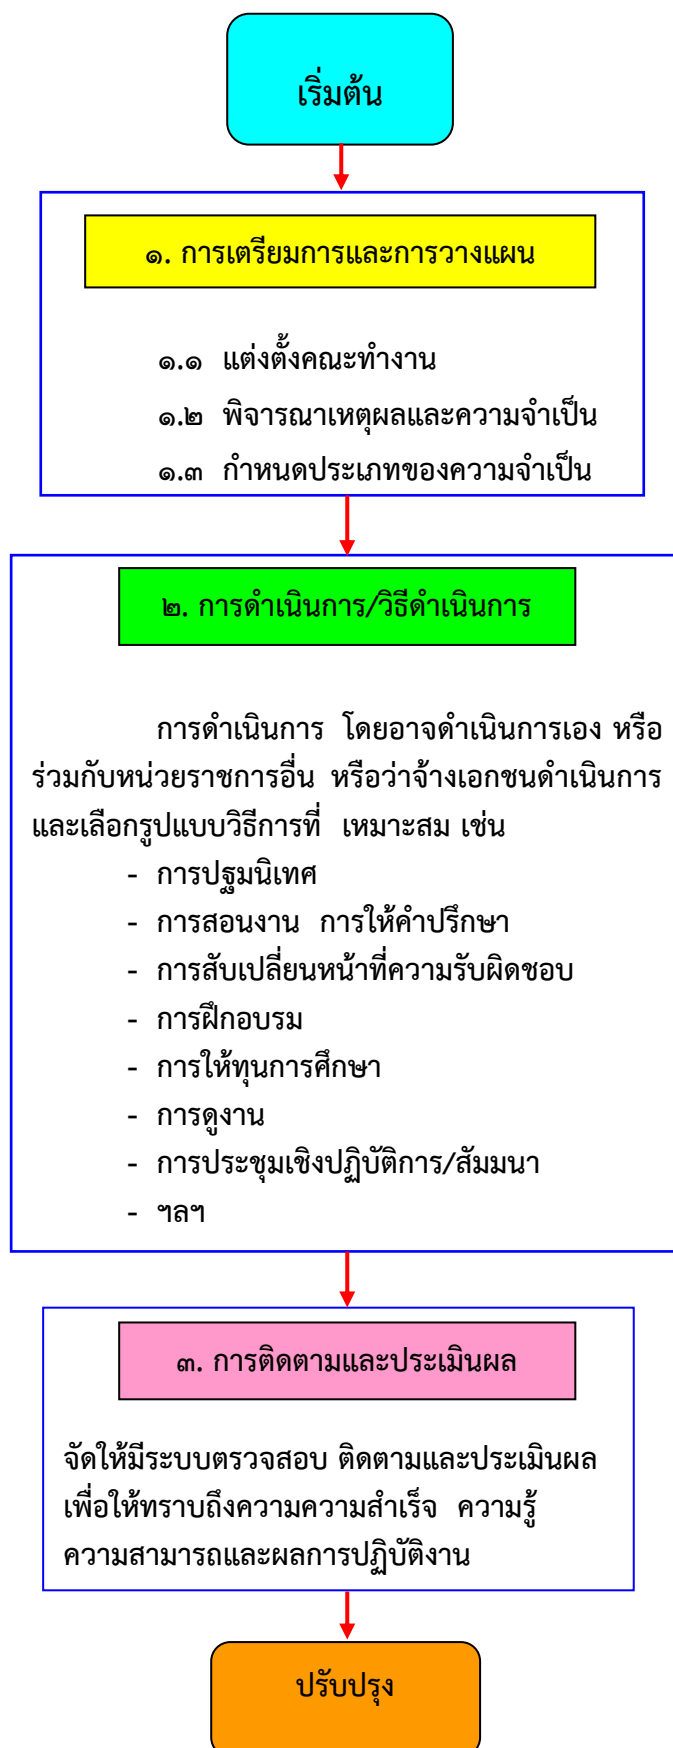 เริ่มต้น
๑. การเตรียมการและการวางแผน
๑.๑ แต่งตั้งคณะทำงาน
๑.๒ พิจารณาเหตุผลและความจำเป็น
๑.๓ กำหนดประเภทของความจำเป็น
๒. การดำเนินการ/วิธีดำเนินการ
การดำเนินการ โดยอาจดำเนินการเอง หรือ
ร่วมกับหน่วยราชการอื่น หรือว่าจ้างเอกชนดำเนินการ
และเลือกรูปแบบวิธีการที่ เหมาะสม เช่น
- การปฐมนิเทศ
- การสอนงาน การให้คำปรึกษา
- การสับเปลี่ยนหน้าที่ความรับผิดชอบ
- การฝึกอบรม
- การให้ทุนการศึกษา
- การดูงาน
- การประชุมเชิงปฏิบัติการ/สัมมนา
- ฯลฯ
๓. การติดตามและประเมินผล
จัดให้มีระบบตรวจสอบ ติดตามและประเมินผล
เพื่อให้ทราบถึงความความสำเร็จ ความรู้
ความสามารถและผลการปฏิบัติงาน
ปรับปรุง